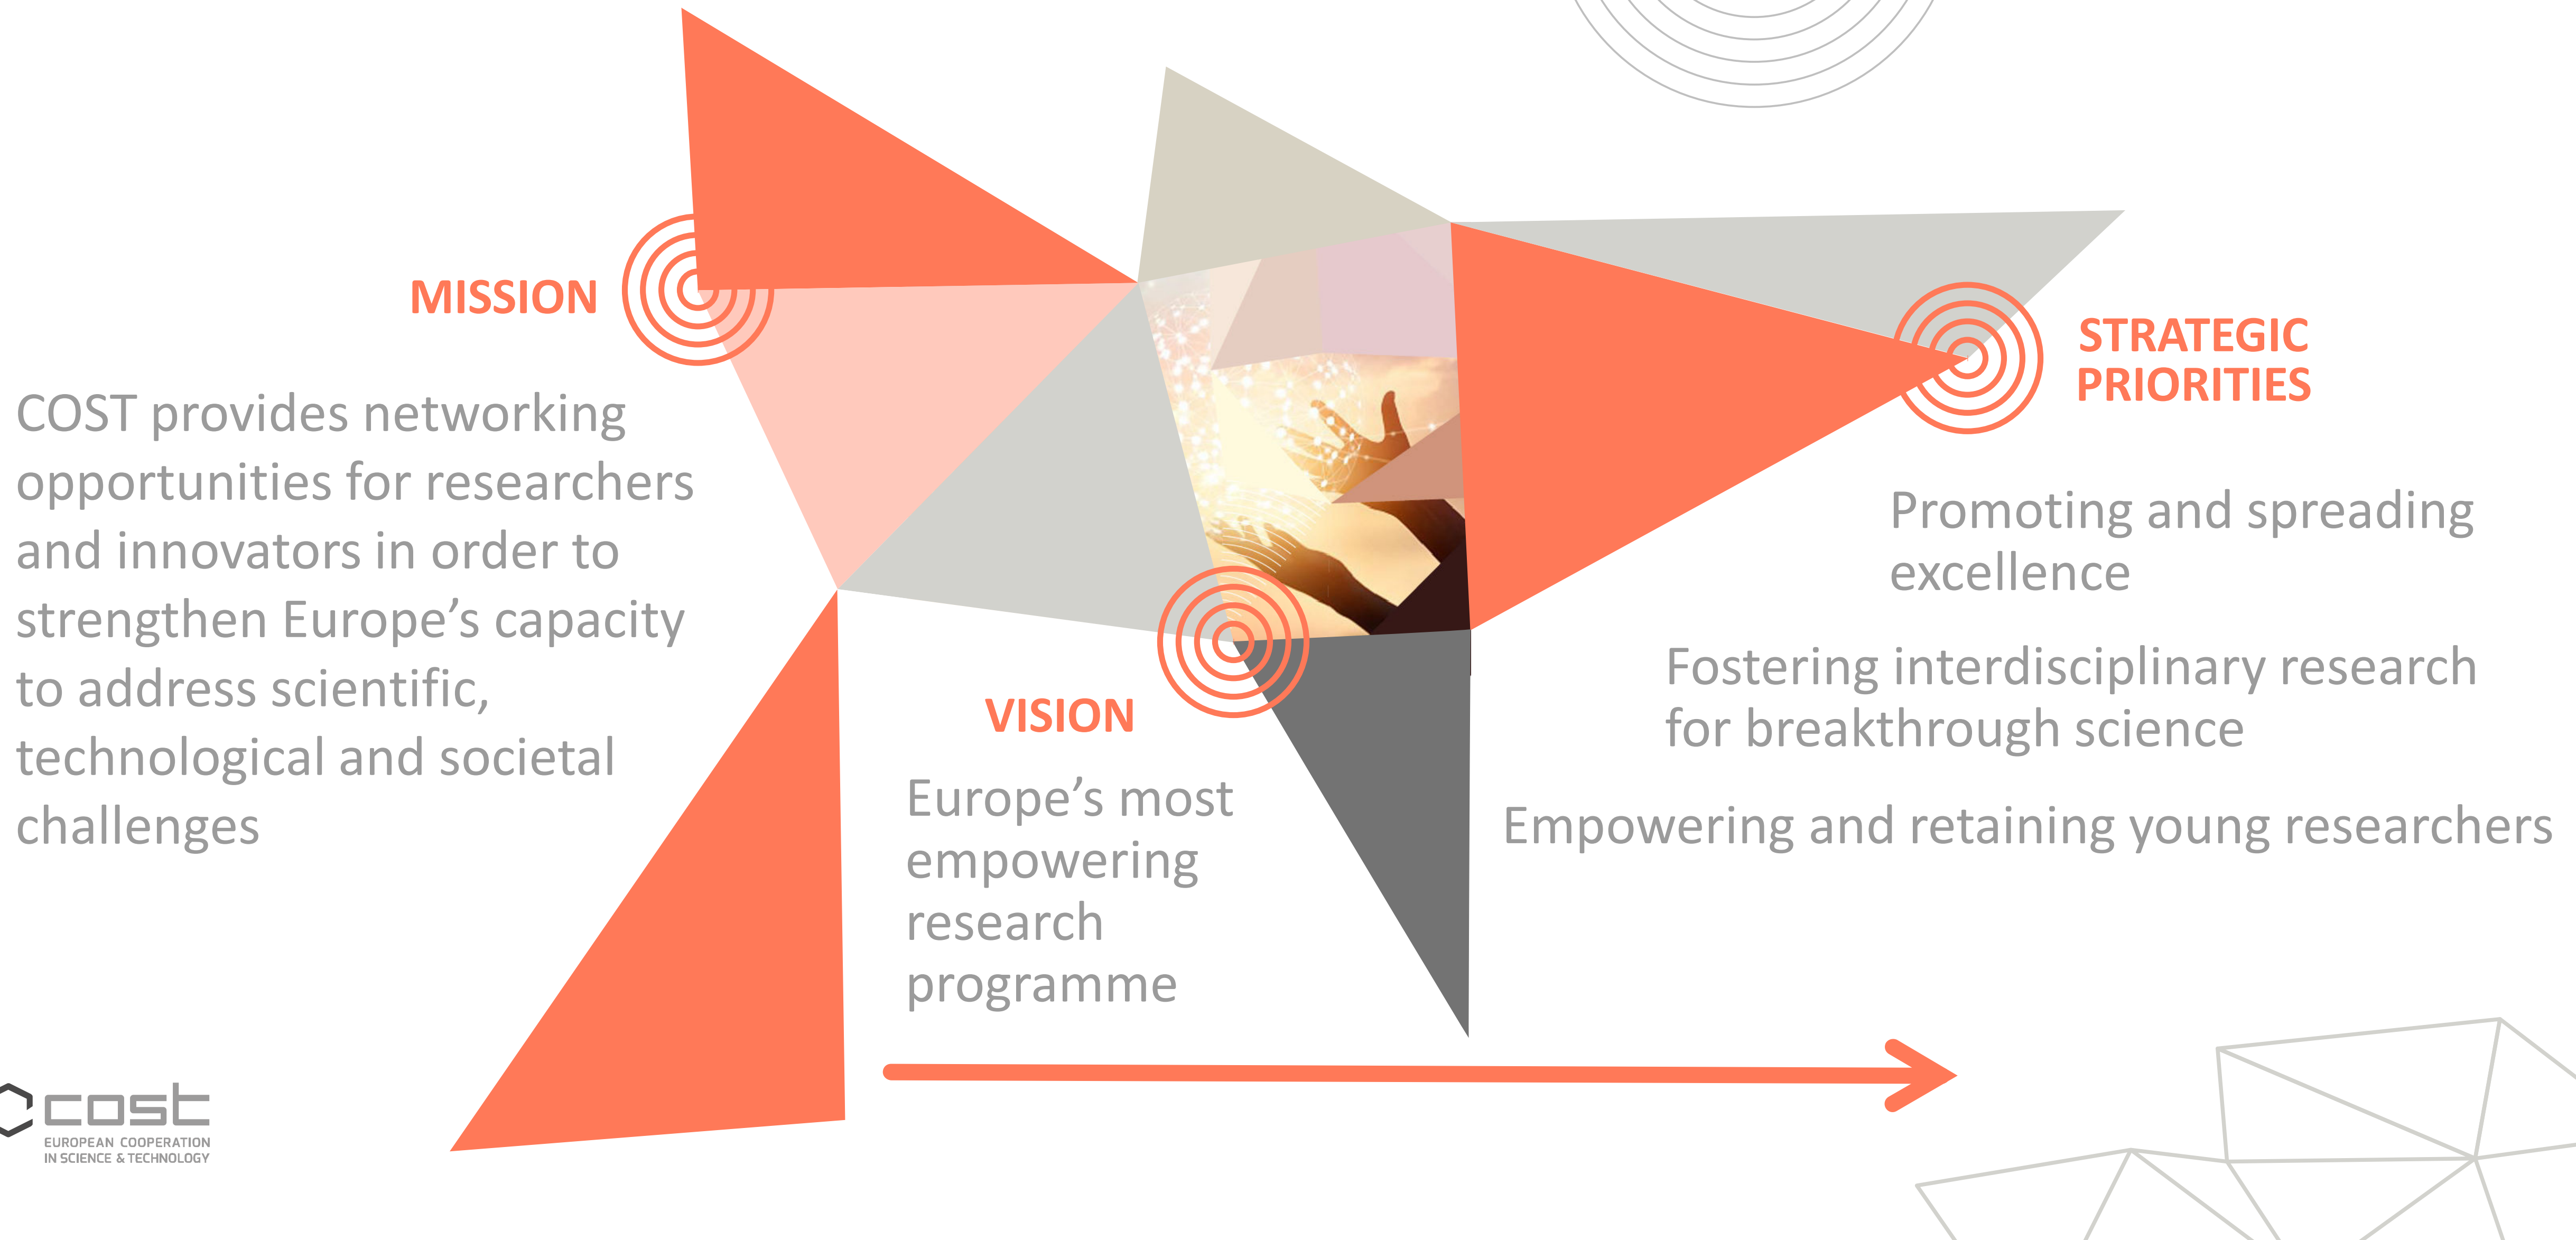 MISSION
COST provides networking
opportunities for researchers
and innovators in order to
strengthen Europe’s capacity
to address scientific,
technological and societal
challenges
VISION
Europe’s most
empowering
research
programme
STRATEGIC
PRIORITIES
Promoting and spreading
excellence
Fostering interdisciplinary research
for breakthrough science
Empowering and retaining young researchers
cost
EUROPEAN COOPERATION
IN SCIENCE & TECHNOLOGY